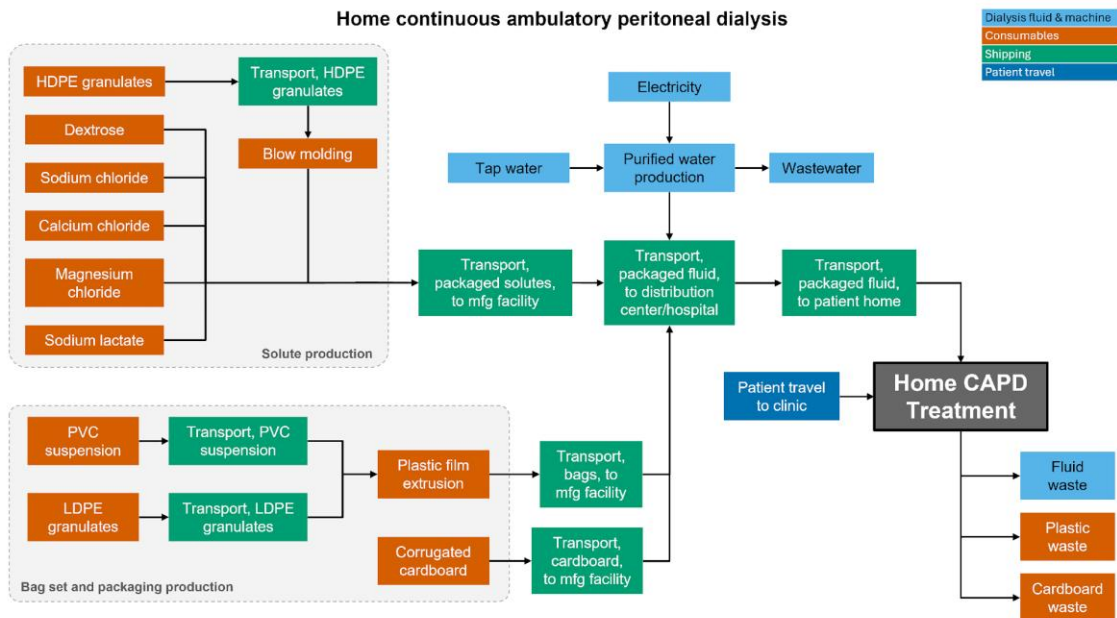 Home continuous ambulatory peritoneal dialysis
Dialysis fluid & machine
Consumables
Shipping
Patient travel
HDPE granulates
Transport, HDPE
granulates
Dextrose
Blow molding
Sodium chloride
Calcium chloride
Magnesium
chloride
Sodium lactate
Solute production
Electricity
Tap water
Purified water
production
Wastewater
Transport,
packaged solutes,
to mfg facility
Transport,
packaged fluid,
to distribution
center/hospital
Transport,
packaged fluid,
to patient home
Patient travel
to clinic
Home CAPD
Treatment
PVC
suspension
Transport, PVC
suspension
LDPE
granulates
Transport, LDPE
granulates
Plastic film
extrusion
Transport,
bags, to
mfg facility
Corrugated
cardboard
Transport,
cardboard,
to mfg facility
Bag set and packaging production
Fluid
waste
Plastic
waste
Cardboard
waste